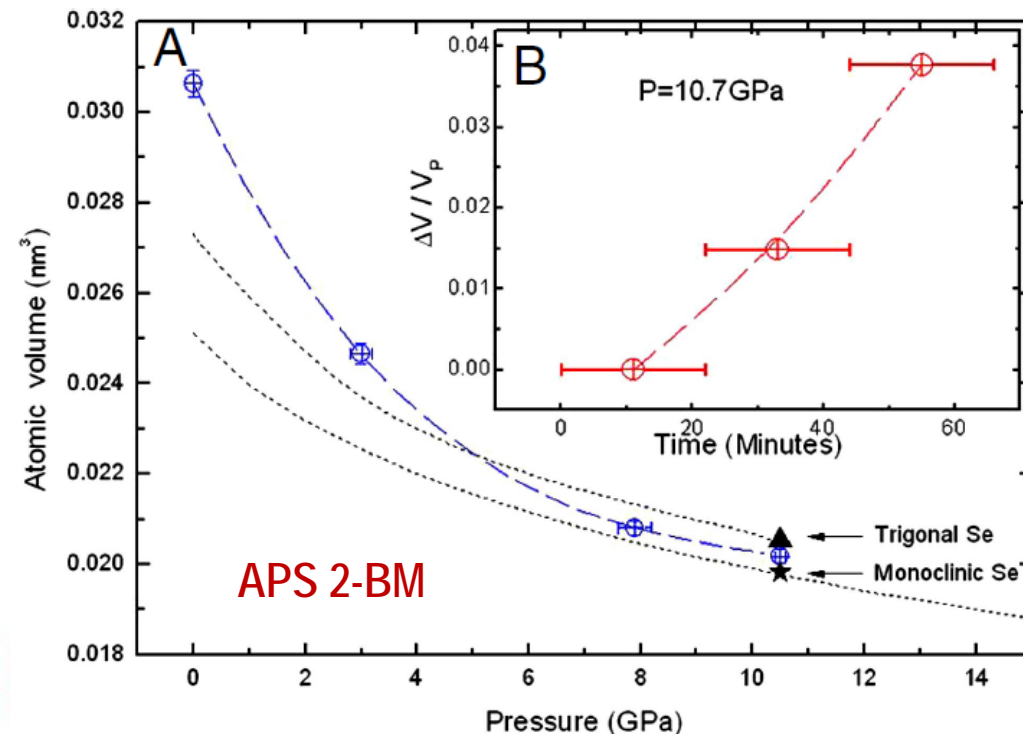 0.032
0.030
0.028
0.026
0.024
0.022
0.020
0.018
Atomic volume (nm³)
A
B
P=10.7GPa
0.04
0.03
0.02
0.01
0.00
ΔV / Vₚ
0 20 40 60
Time (Minutes)
Trigonal Se
Monoclinic Se
APS 2-BM
0 2 4 6 8 10 12 14
Pressure (GPa)